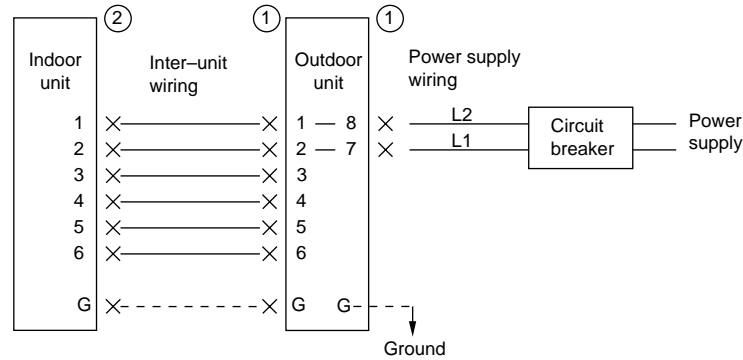 ② ① ①
Indoor
unit
Inter–unit
wiring
Outdoor
unit
Power supply
wiring
1 1 — 8 L2
2 2 — 7 L1
3 3
4 4
5 5
6 6
G G G
Circuit
breaker
Power
supply
Ground